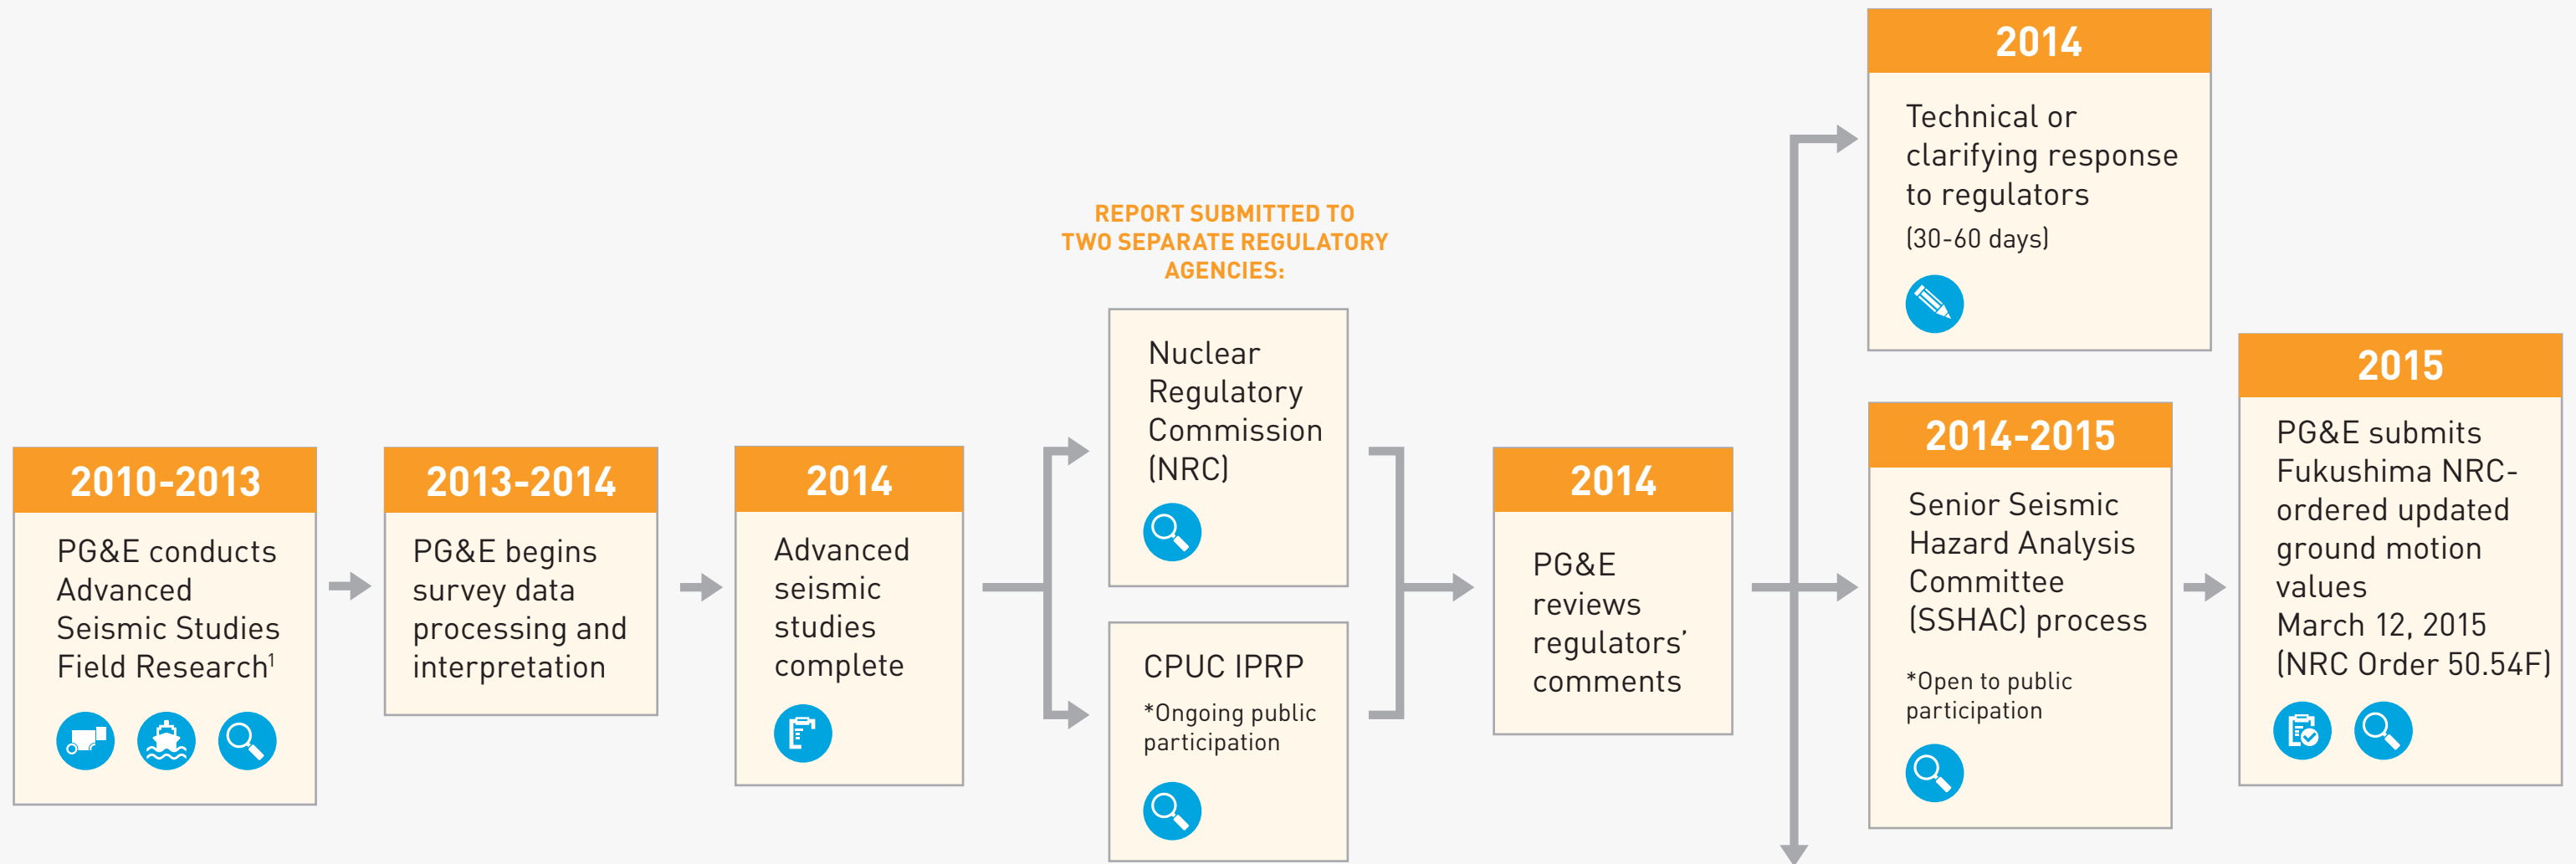 2010-2013
PG&E conducts
Advanced
Seismic Studies
Field Research1
2013-2014
PG&E begins
survey data
processing and
interpretation
2014
Advanced
seismic
studies
complete
REPORT SUBMITTED TO
TWO SEPARATE REGULATORY
AGENCIES:
Nuclear
Regulatory
Commission
(NRC)
CPUC IPRP
*Ongoing public
participation
2014
PG&E
reviews
regulators’
comments
2014
Technical or
clarifying response
to regulators
(30-60 days)
2014-2015
Senior Seismic
Hazard Analysis
Committee
(SSHAC) process
*Open to public
participation
2015
PG&E submits
Fukushima NRC-
ordered updated
ground motion
values
March 12, 2015
(NRC Order 50.54F)